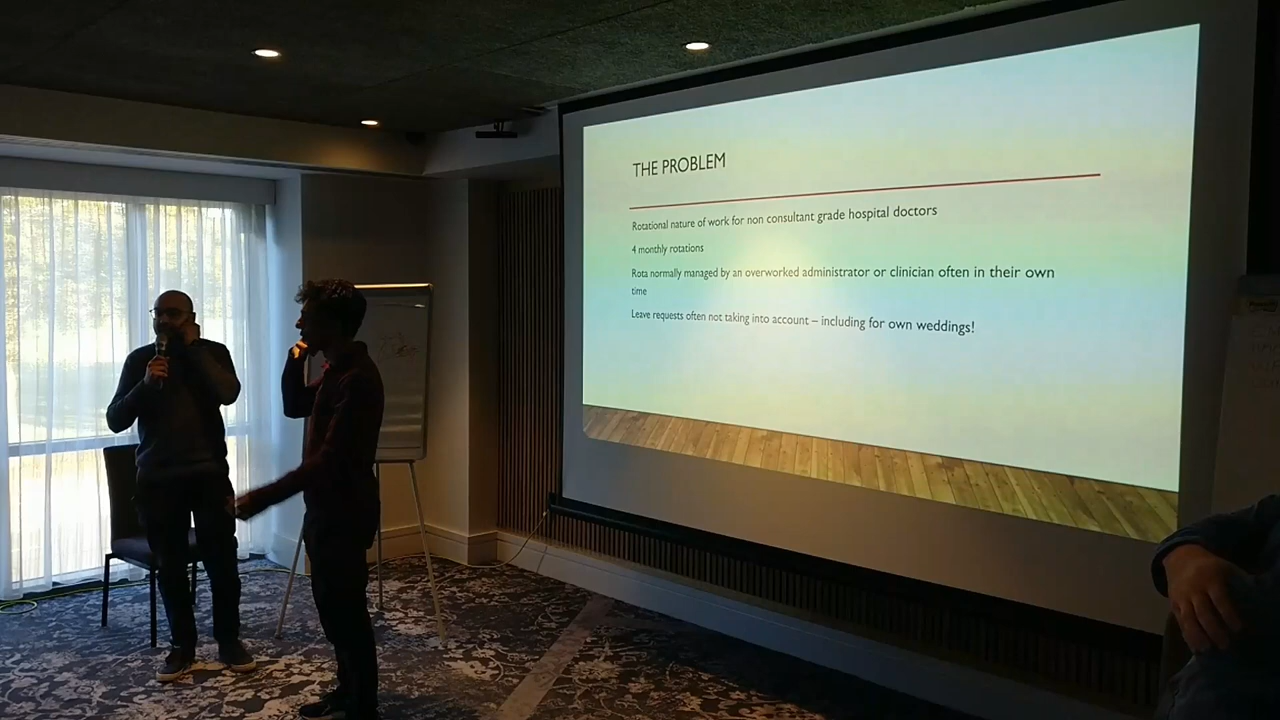 THE PROBLEM
Rotational nature of work for non consultant grade hospital doctors
4 monthly rotations
Rota normally managed by an overworked administrator or clinician often in their own
time
Leave requests often not taking into account – including for own weddings!